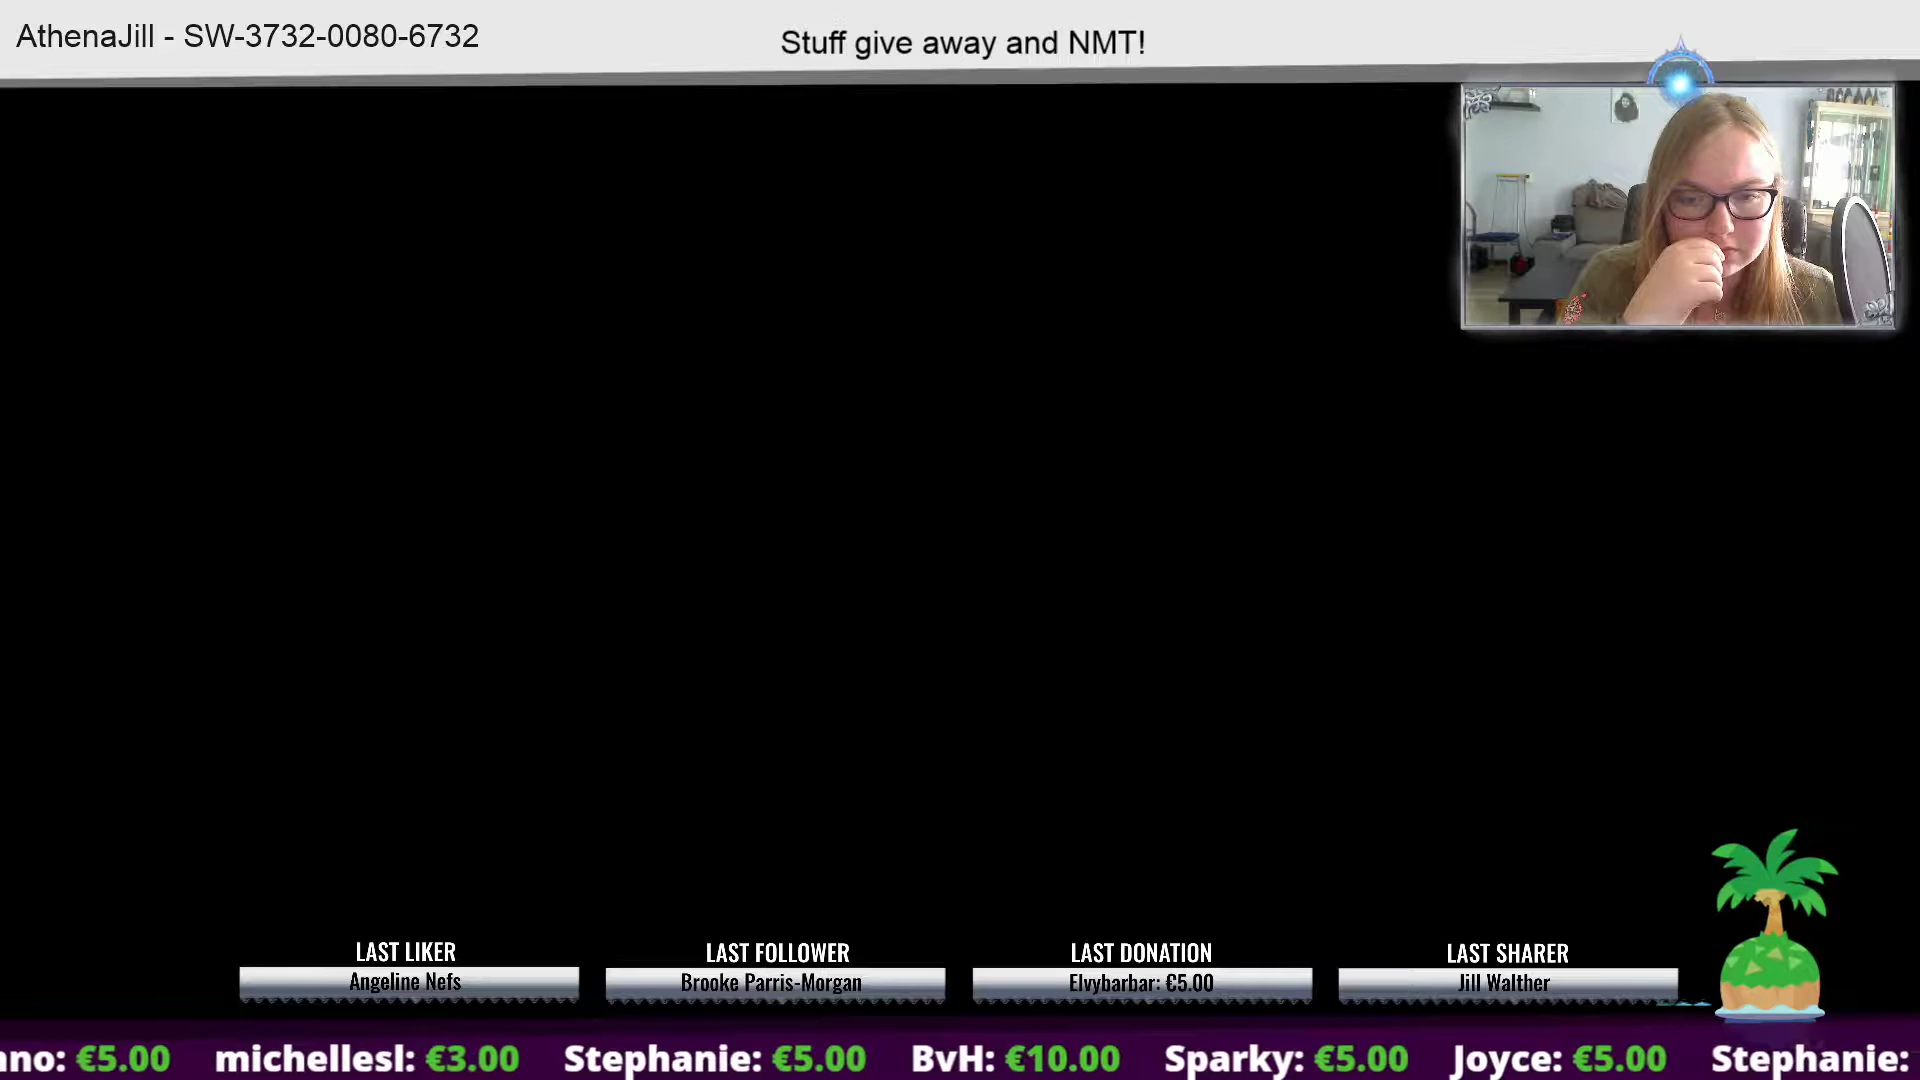 AthenaJill - SW-3732-0080-6732
Stuff give away and NMT!
LAST LIKER
Angeline Nefs
LAST FOLLOWER
Brooke Parris-Morgan
LAST DONATION
Elvybarbar: €5.00
LAST SHARER
Jill Walther
nno: €5.00 michellesl: €3.00 Stephanie: €5.00 BvH: €10.00 Sparky: €5.00 Joyce: €5.00 Stephanie: